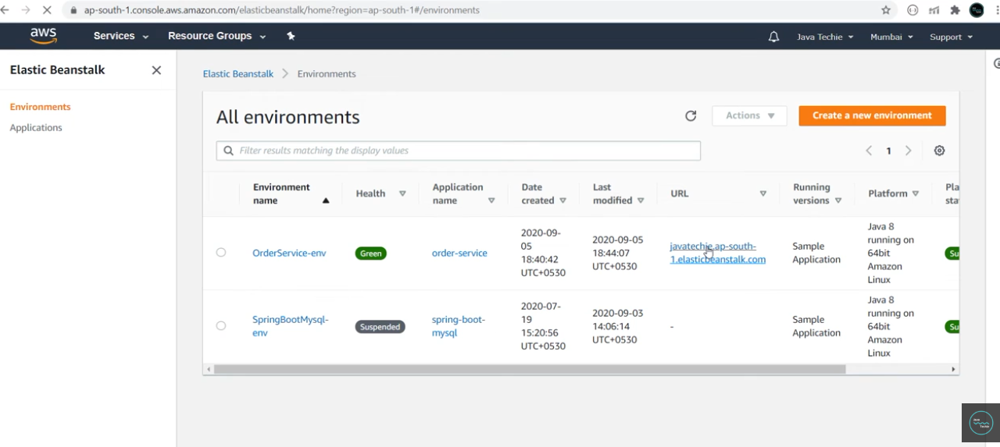 ap-south-1.console.aws.amazon.com/elasticbeanstalk/home?region=ap-south-1#/environments
aws
Services
Resource Groups
Java Techie
Mumbai
Support
Elastic Beanstalk
Environments
Applications
Elastic Beanstalk
Environments
All environments
Actions
Create a new environment
Filter results matching the display values
1
Environment
name
Health
Application
name
Date
created
Last
modified
URL
Running
versions
Platform
Pla
sta
OrderService-env
Green
order-service
2020-09-
05
18:40:42
UTC+0530
2020-09-05
18:44:07
UTC+0530
javatechie.ap-south-
1.elasticbeanstalk.com
Sample
Application
Java 8
running on
64bit
Amazon
Linux
Su
SpringBootMysql-
env
Suspended
spring-boot-
mysql
2020-07-
19
15:20:56
UTC+0530
2020-09-03
14:06:14
UTC+0530
-
Sample
Application
Java 8
running on
64bit
Amazon
Linux
Su
Java
Techie